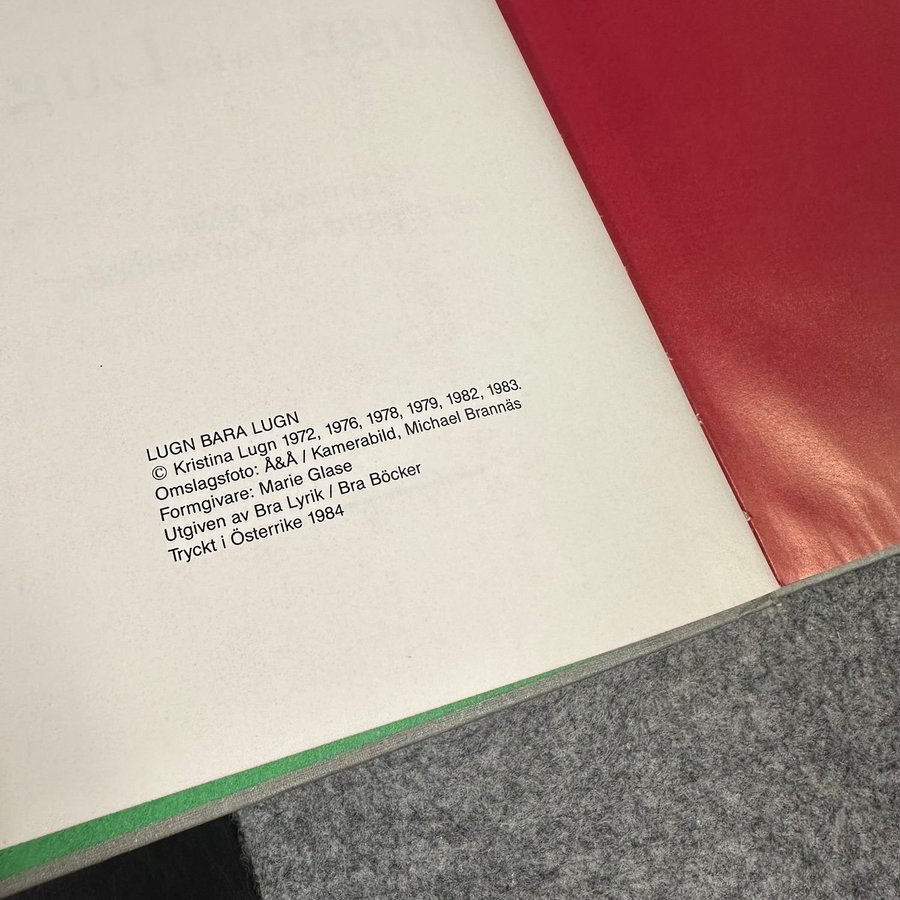 LUGN BARA LUGN
© Kristina Lugn 1972, 1976, 1978, 1979, 1982, 1983.
Omslagsfoto: Å&Å / Kamerabild, Michael Brannäs
Formgivare: Marie Glase
Utgiven av Bra Lyrik / Bra Böcker
Tryckt i Österrike 1984